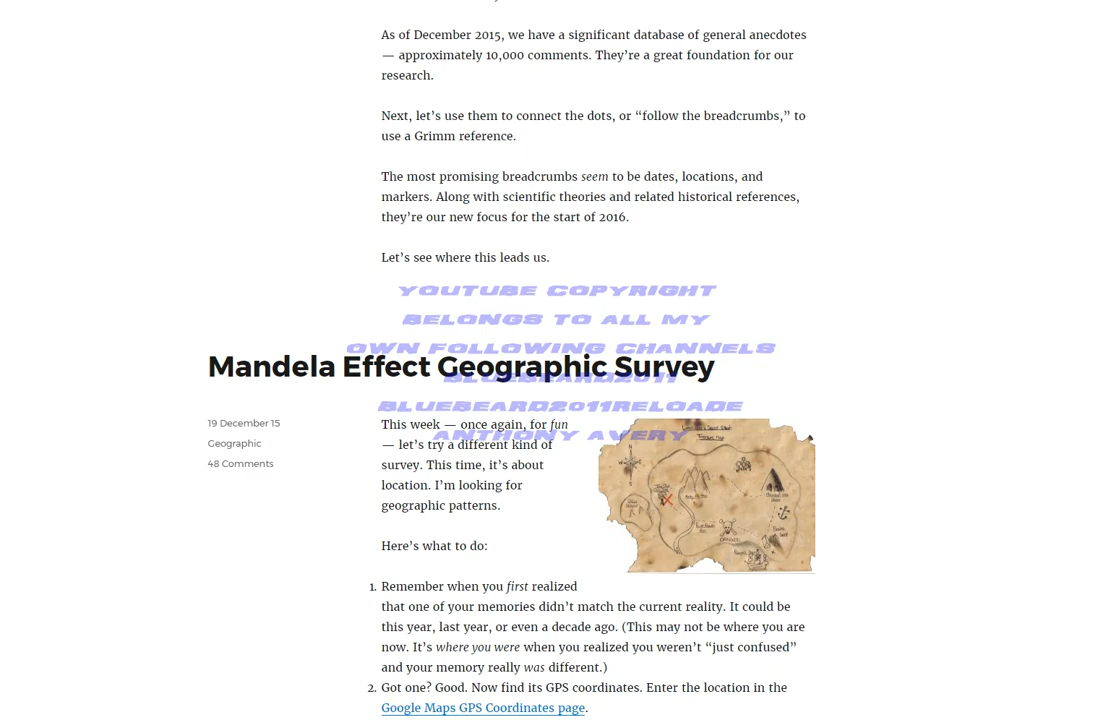 As of December 2015, we have a significant database of general anecdotes
— approximately 10,000 comments. They’re a great foundation for our
research.
Next, let’s use them to connect the dots, or “follow the breadcrumbs,” to
use a Grimm reference.
The most promising breadcrumbs seem to be dates, locations, and
markers. Along with scientific theories and related historical references,
they’re our new focus for the start of 2016.
Let’s see where this leads us.
YOUTUBE COPYRIGHT
BELONGS TO ALL MY
OWN FOLLOWING CHANNELS
Mandela Effect Geographic Survey
BLUEBEARD2011
BLUEBEARD2011RELOADE
ANTHONY AVERY
19 December 15
Geographic
48 Comments
This week — once again, for fun
— let’s try a different kind of
survey. This time, it’s about
location. I’m looking for
geographic patterns.
Here’s what to do:
1. Remember when you first realized
that one of your memories didn’t match the current reality. It could be
this year, last year, or even a decade ago. (This may not be where you are
now. It’s where you were when you realized you weren’t “just confused”
and your memory really was different.)
2. Got one? Good. Now find its GPS coordinates. Enter the location in the
Google Maps GPS Coordinates page.